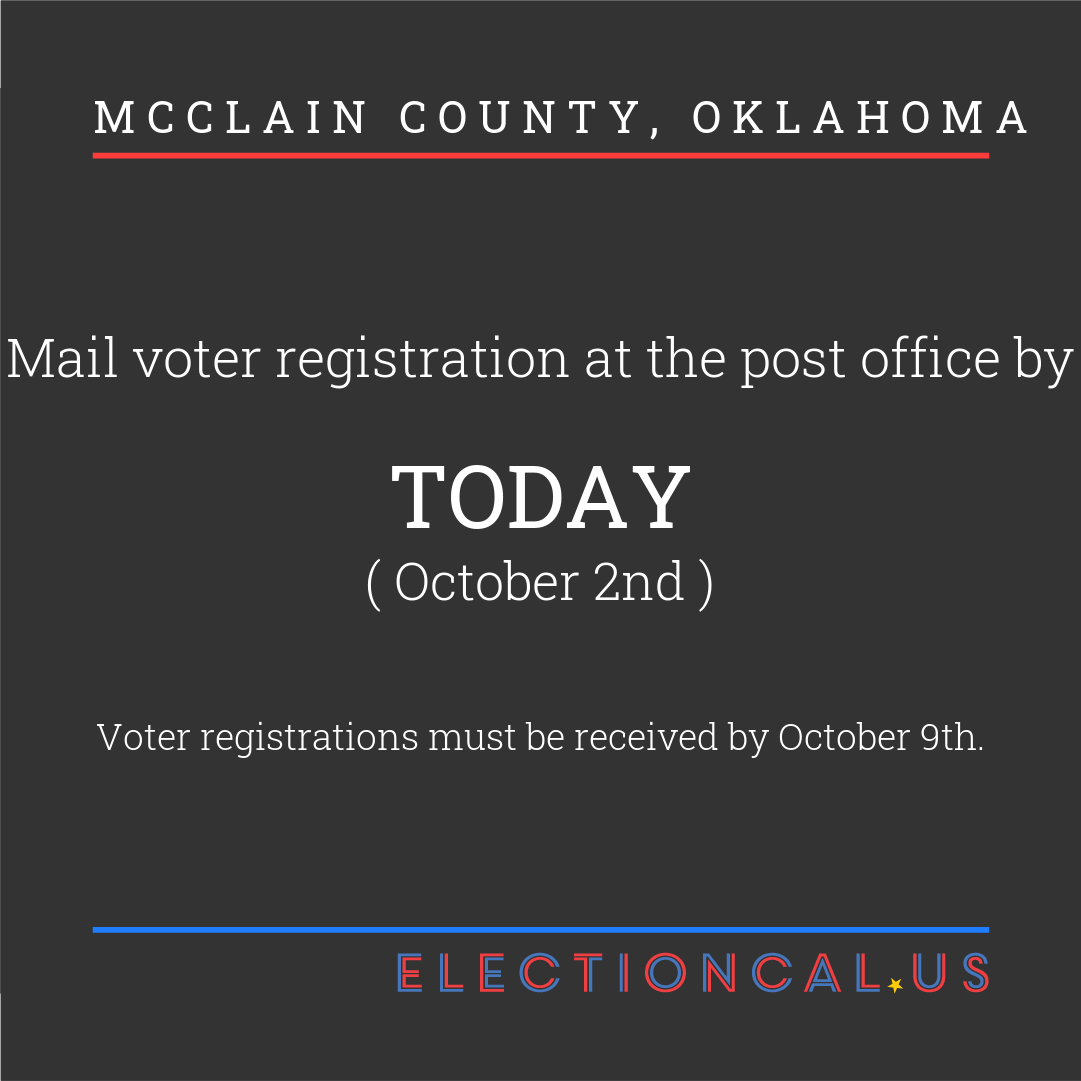 MCCLAIN COUNTY, OKLAHOMA
Mail voter registration at the post office by
TODAY
( October 2nd )
Voter registrations must be received by October 9th.
ELECTIONCAL.US